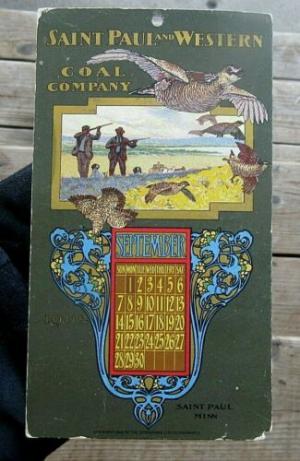 SAINT PAUL AND WESTERN
COAL
COMPANY
SEPTEMBER
SUN MON TUE WED THU FRI SAT
1 2 3 4 5 6
7 8 9 10 11 12 13
14 15 16 17 18 19 20
21 22 23 24 25 26 27
28 29 30
1902
SAINT PAUL
MINN